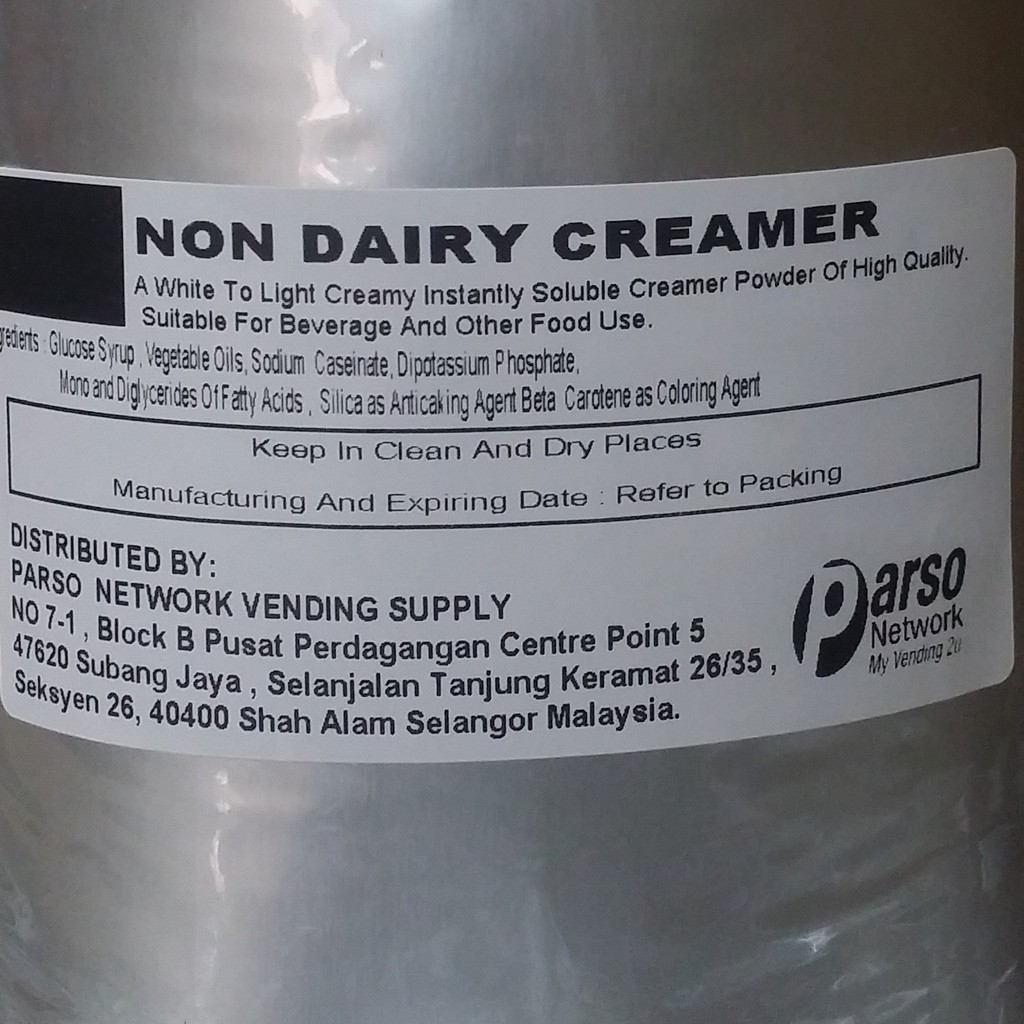 NON DAIRY CREAMER
A White To Light Creamy Instantly Soluble Creamer Powder Of High Quality.
Suitable For Beverage And Other Food Use.
gredients : Glucose Syrup , Vegetable Oils, Sodium Caseinate, Dipotassium Phosphate,
Mono and Diglycerides Of Fatty Acids , Silica as Anticaking Agent Beta Carotene as Coloring Agent
Keep In Clean And Dry Places
Manufacturing And Expiring Date : Refer to Packing
DISTRIBUTED BY:
PARSO NETWORK VENDING SUPPLY
NO 7-1 , Block B Pusat Perdagangan Centre Point 5
47620 Subang Jaya , Selanjalan Tanjung Keramat 26/35 ,
Seksyen 26, 40400 Shah Alam Selangor Malaysia.
Parso
Network
My Vending 2u